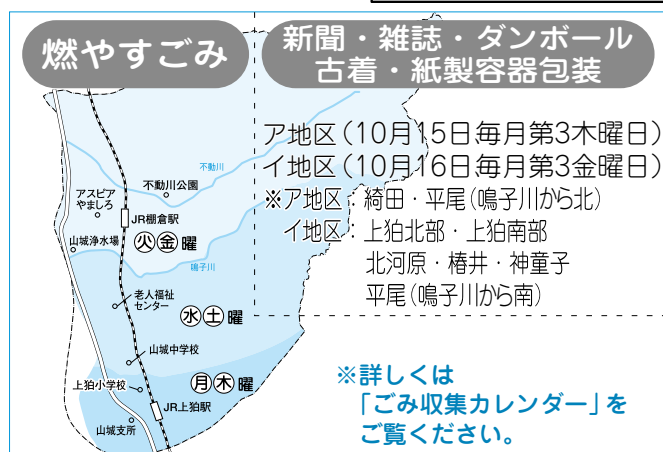 燃やすごみ
新聞・雑誌・ダンボール
古着・紙製容器包装
ア地区(10月15日毎月第3木曜日)
イ地区(10月16日毎月第3金曜日)
※ア地区:綺田・平尾(鳴子川から北)
イ地区:上狛北部・上狛南部
北河原・椿井・神童子
平尾(鳴子川から南)
不動川
不動川公園
アスピア
やましろ
JR棚倉駅
山城浄水場
火金曜
鳴子川
老人福祉
センター
水土曜
山城中学校
上狛小学校
月木曜
JR上狛駅
山城支所
※詳しくは
「ごみ収集カレンダー」を
ご覧ください。